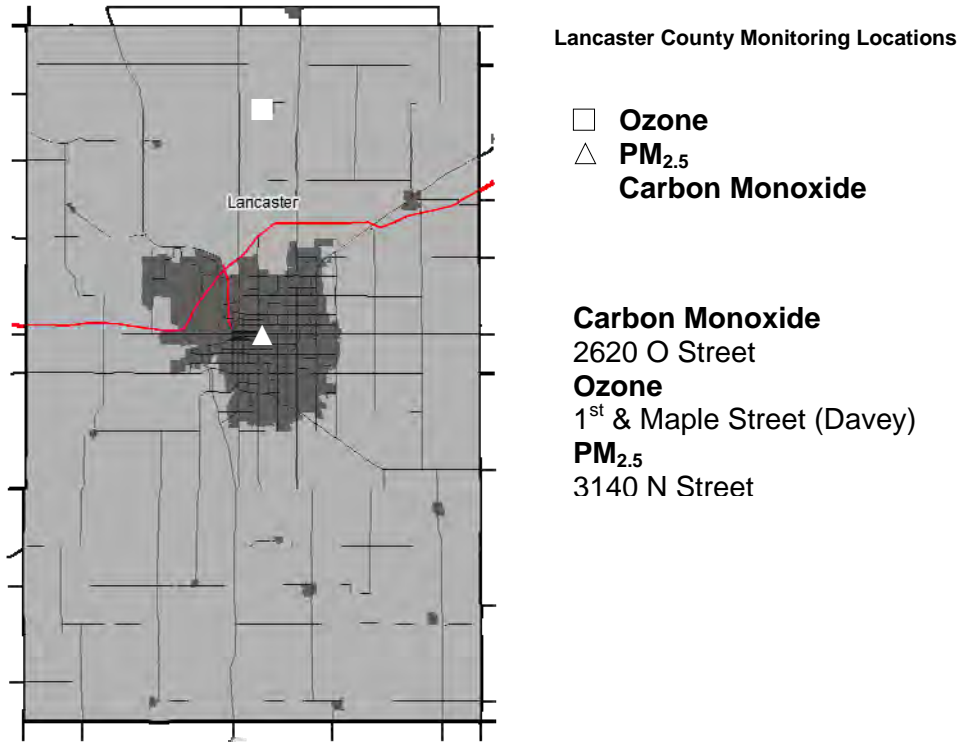 Lancaster County Monitoring Locations
□ Ozone
△ PM2.5
Carbon Monoxide
Lancaster
Carbon Monoxide
2620 O Street
Ozone
1st & Maple Street (Davey)
PM2.5
3140 N Street